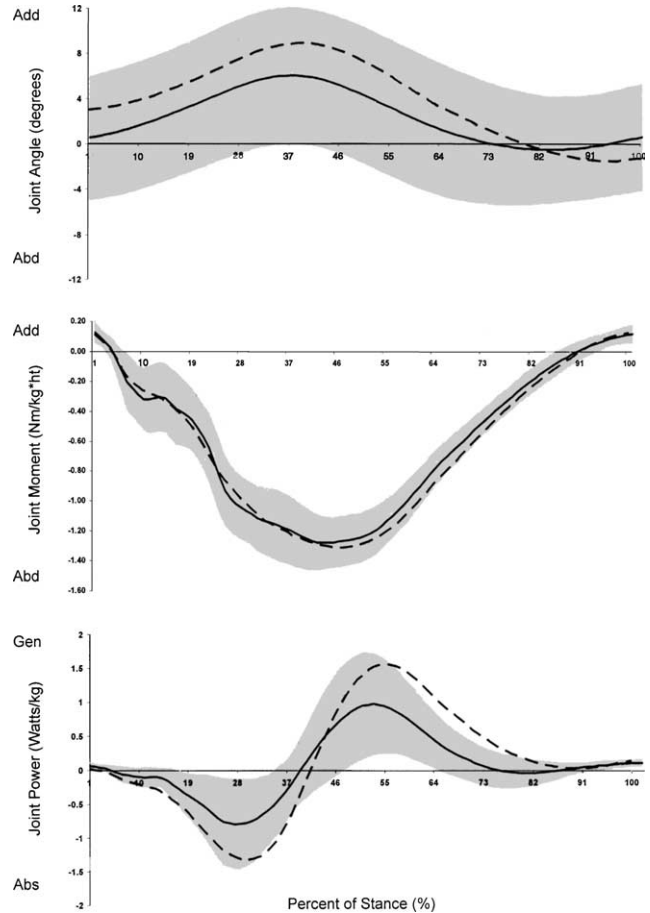 Add
12
8
4
0
-4
-8
-12
1 10 19 28 37 46 55 64 73 82 91 100
Joint Angle (degrees)
Abd
Add
0.20
0.00
-0.20
-0.40
-0.60
-0.80
-1.00
-1.20
-1.40
-1.60
1 10 19 28 37 46 55 64 73 82 91 100
Joint Moment (Nm/kg*ht)
Abd
Gen
2
1.5
1
0.5
0
-0.5
-1
-1.5
-2
1 10 19 28 37 46 55 64 73 82 91 100
Joint Power (Watts/kg)
Abs
Percent of Stance (%)